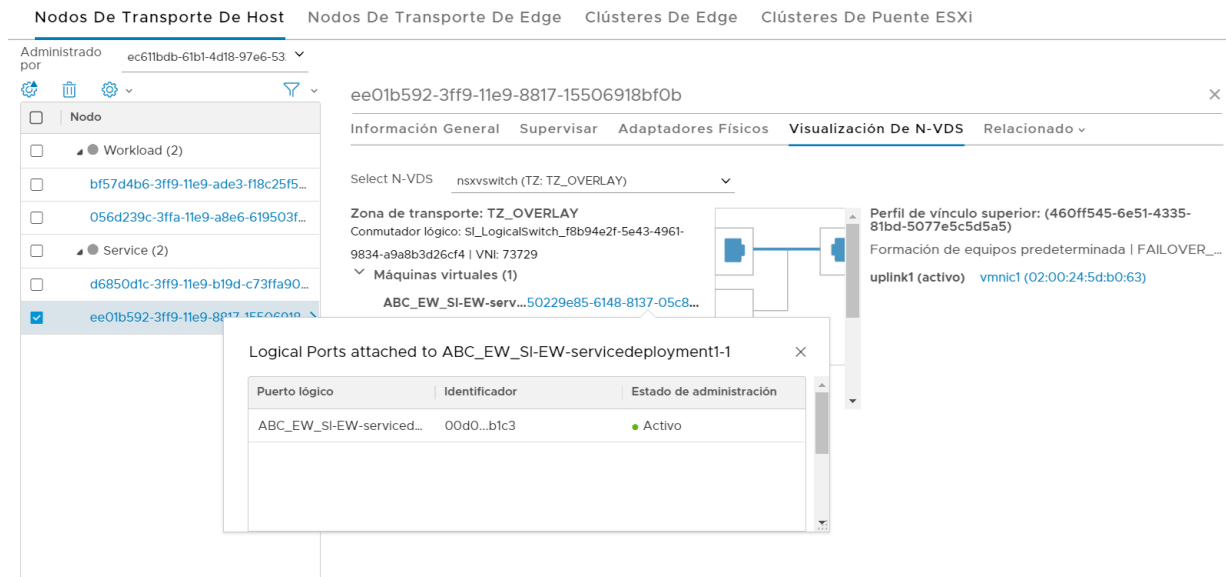 Nodos De Transporte De Host Nodos De Transporte De Edge Clústeres De Edge Clústeres De Puente ESXi
Administrado por
ec611bdb-61b1-4d18-97e6-53
Nodo
Workload (2)
bf57d4b6-3ff9-11e9-ade3-f18c25f5...
056d239c-3ffa-11e9-a8e6-619503f...
Service (2)
d6850d1c-3ff9-11e9-b19d-c73ffa90...
ee01b592-3ff9-11e9-8817-15506918
ee01b592-3ff9-11e9-8817-15506918bf0b
Información General Supervisar Adaptadores Físicos Visualización De N-VDS Relacionado
Select N-VDS nsxvswitch (TZ: TZ_OVERLAY)
Zona de transporte: TZ_OVERLAY
Conmutador lógico: SI_LogicalSwitch_f8b94e2f-5e43-4961-
9834-a9a8b3d26cf4 | VNI: 73729
Máquinas virtuales (1)
ABC_EW_SI-EW-serv...50229e85-6148-8137-05c8...
Perfil de vínculo superior: (460ff545-6e51-4335-
81bd-5077e5c5d5a5)
Formación de equipos predeterminada | FAILOVER_...
uplink1 (activo) vmnic1 (02:00:24:5d:b0:63)
Logical Ports attached to ABC_EW_SI-EW-servicedeployment1-1
Puerto lógico Identificador Estado de administración
ABC_EW_SI-EW-serviced... 00d0...b1c3 Activo